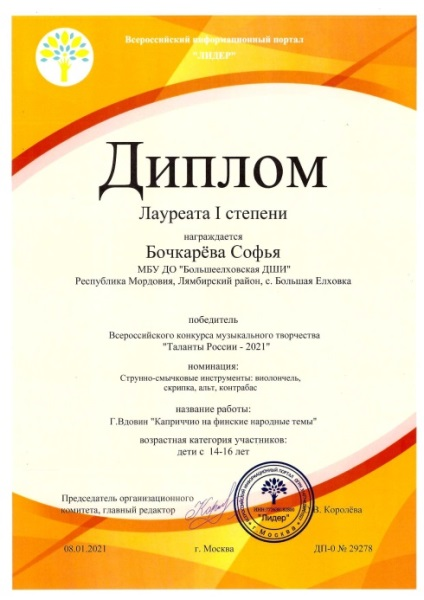 Всероссийский информационный портал
"ЛИДЕР"
Диплом
Лауреата I степени
награждается
Бочкарёва Софья
МБУ ДО "Большеелховская ДШИ"
Республика Мордовия, Лямбирский район, с. Большая Елховка
победитель
Всероссийского конкурса музыкального творчества
"Таланты России - 2021"
номинация:
Струнно-смычковые инструменты: виолончель,
скрипка, альт, контрабас
название работы:
Г.Вдовин "Каприччио на финские народные темы"
возрастная категория участников:
дети с 14-16 лет
Председатель организационного
комитета, главный редактор
В. Королёва
"Лидер"
г. Москва
08.01.2021 г. Москва ДП-0 № 29278